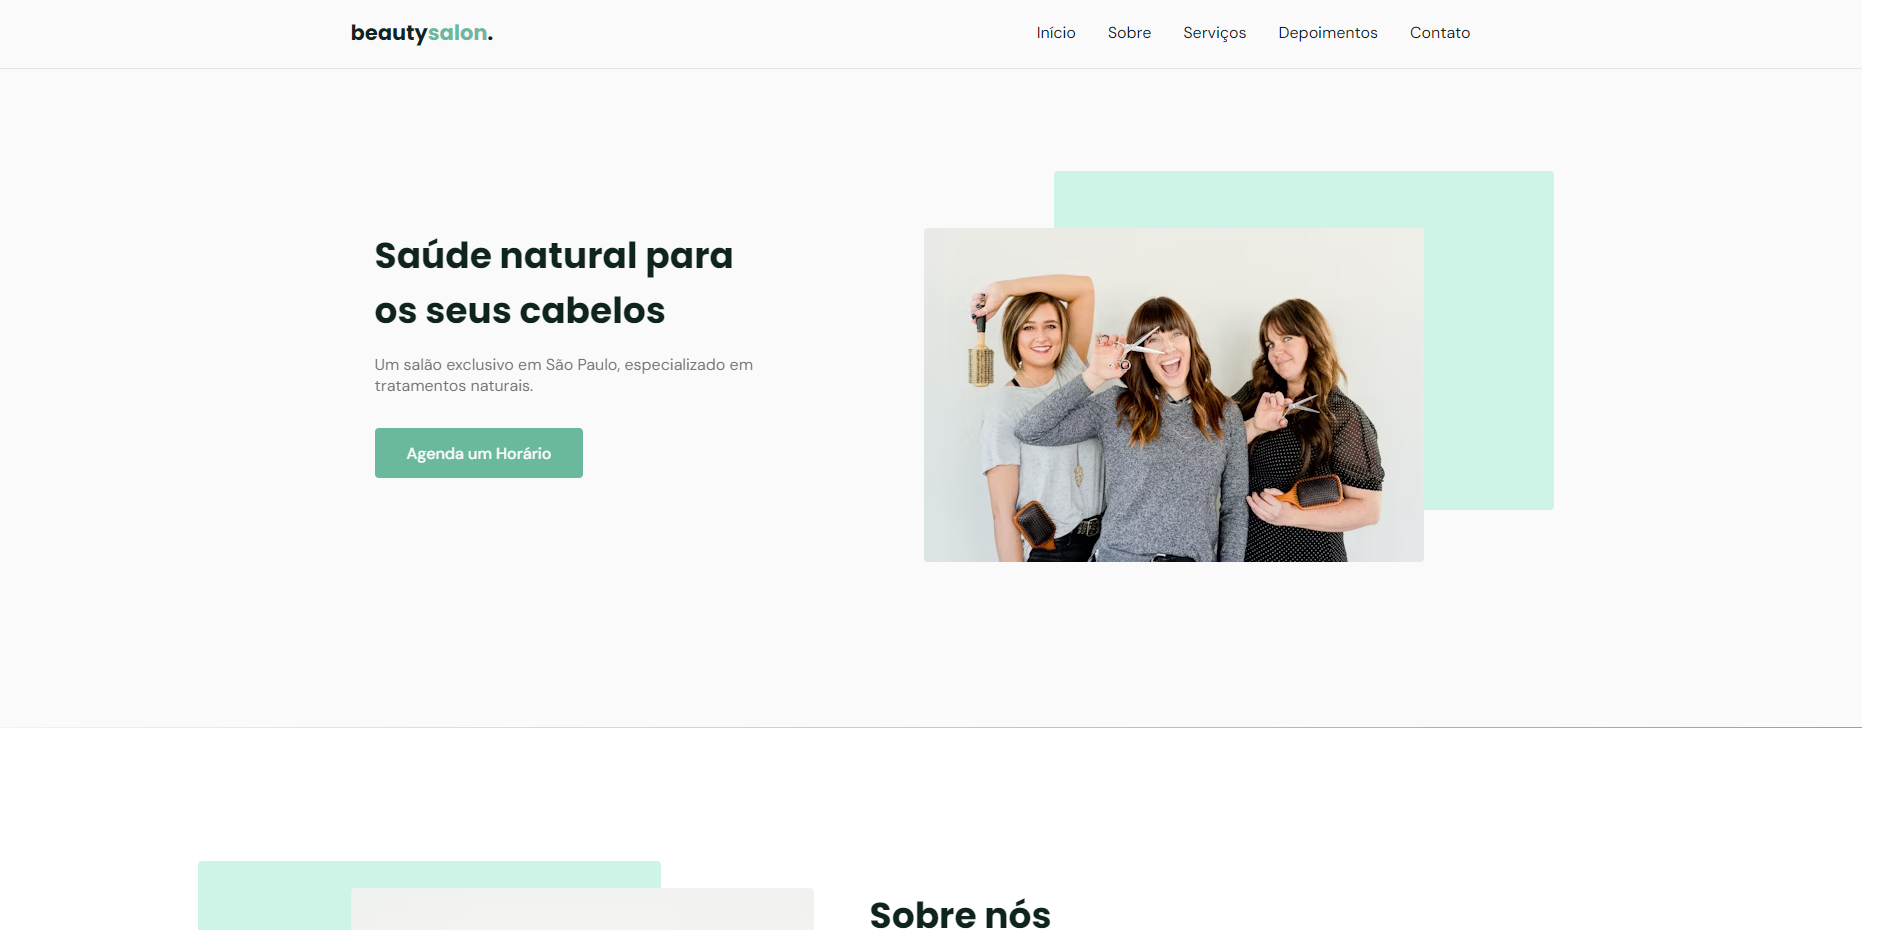 beautysalon.
Início Sobre Serviços Depoimentos Contato
Saúde natural para
os seus cabelos
Um salão exclusivo em São Paulo, especializado em
tratamentos naturais.
Agenda um Horário
Sobre nós